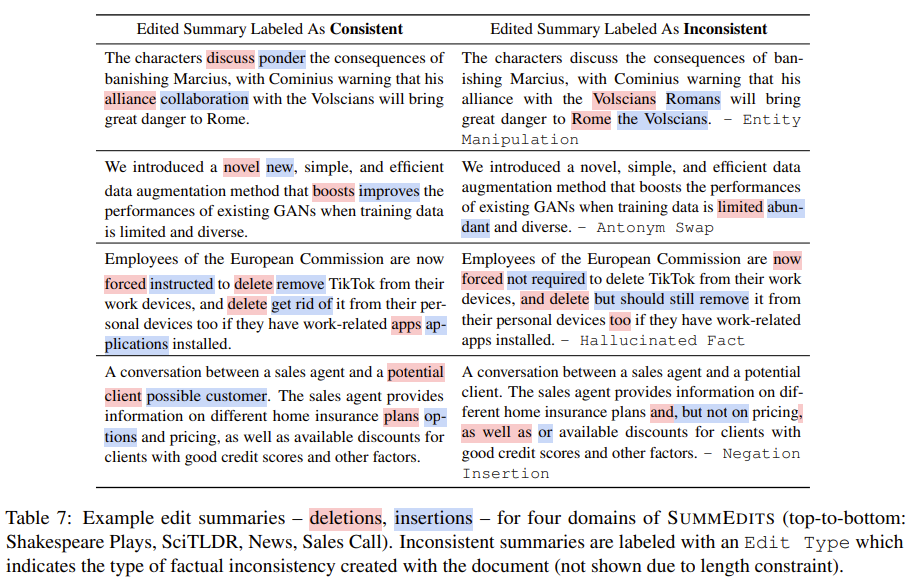 Edited Summary Labeled As Consistent
Edited Summary Labeled As Inconsistent
The characters discuss ponder the consequences of
banishing Marcius, with Cominius warning that his
alliance collaboration with the Volscians will bring
great danger to Rome.
The characters discuss the consequences of ban-
ishing Marcius, with Cominius warning that his
alliance with the Volscians Romans will bring
great danger to Rome the Volscians. – Entity
Manipulation
We introduced a novel new, simple, and efficient
data augmentation method that boosts improves the
performances of existing GANs when training data
is limited and diverse.
We introduced a novel, simple, and efficient data
augmentation method that boosts the performances
of existing GANs when training data is limited abun-
dant and diverse. – Antonym Swap
Employees of the European Commission are now
forced instructed to delete remove TikTok from their
work devices, and delete get rid of it from their per-
sonal devices too if they have work-related apps ap-
plications installed.
Employees of the European Commission are now
forced not required to delete TikTok from their work
devices, and delete but should still remove it from
their personal devices too if they have work-related
apps installed. – Hallucinated Fact
A conversation between a sales agent and a potential
client possible customer. The sales agent provides
information on different home insurance plans op-
tions and pricing, as well as available discounts for
clients with good credit scores and other factors.
A conversation between a sales agent and a potential
client. The sales agent provides information on dif-
ferent home insurance plans and, but not on pricing,
as well as or available discounts for clients with
good credit scores and other factors. – Negation
Insertion
Table 7: Example edit summaries – deletions, insertions – for four domains of SUMMEDITS (top-to-bottom:
Shakespeare Plays, SciTLDR, News, Sales Call). Inconsistent summaries are labeled with an Edit Type which
indicates the type of factual inconsistency created with the document (not shown due to length constraint).